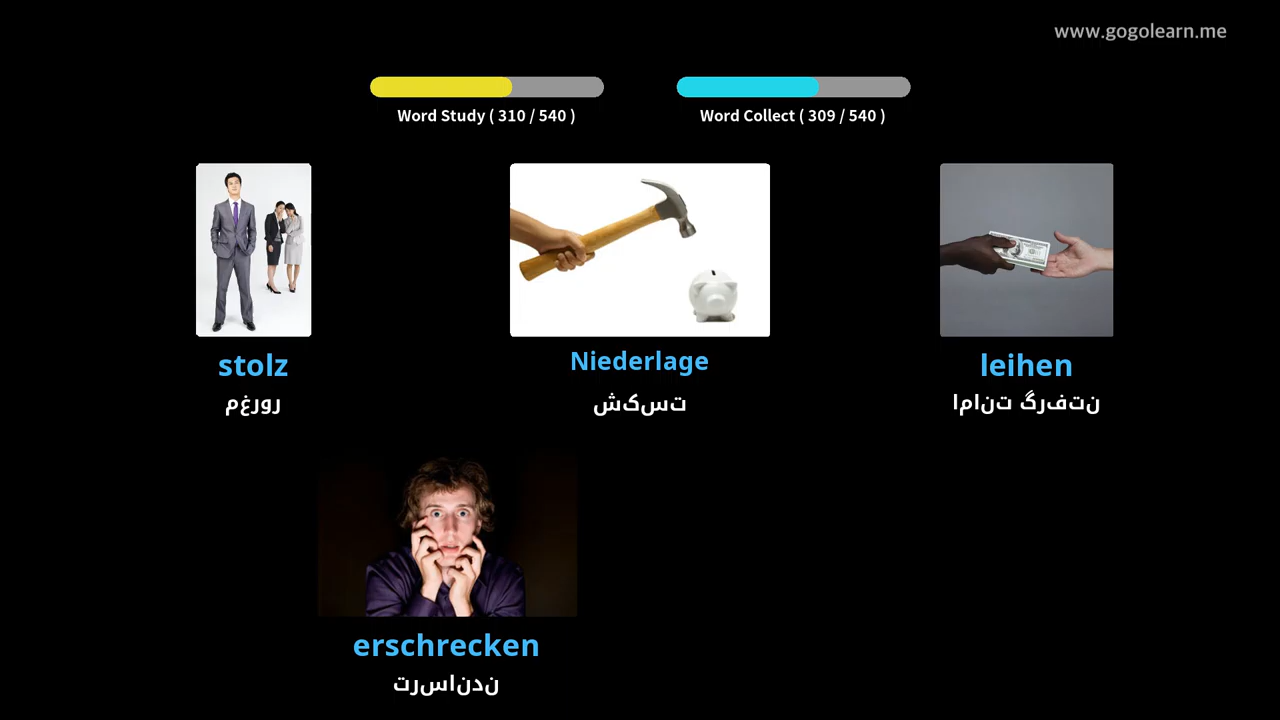 www.gogolearn.me
Word Study ( 310 / 540 )
Word Collect ( 309 / 540 )
stolz
مغرور
Niederlage
شکست
leihen
امانت گرفتن
erschrecken
ترساندن